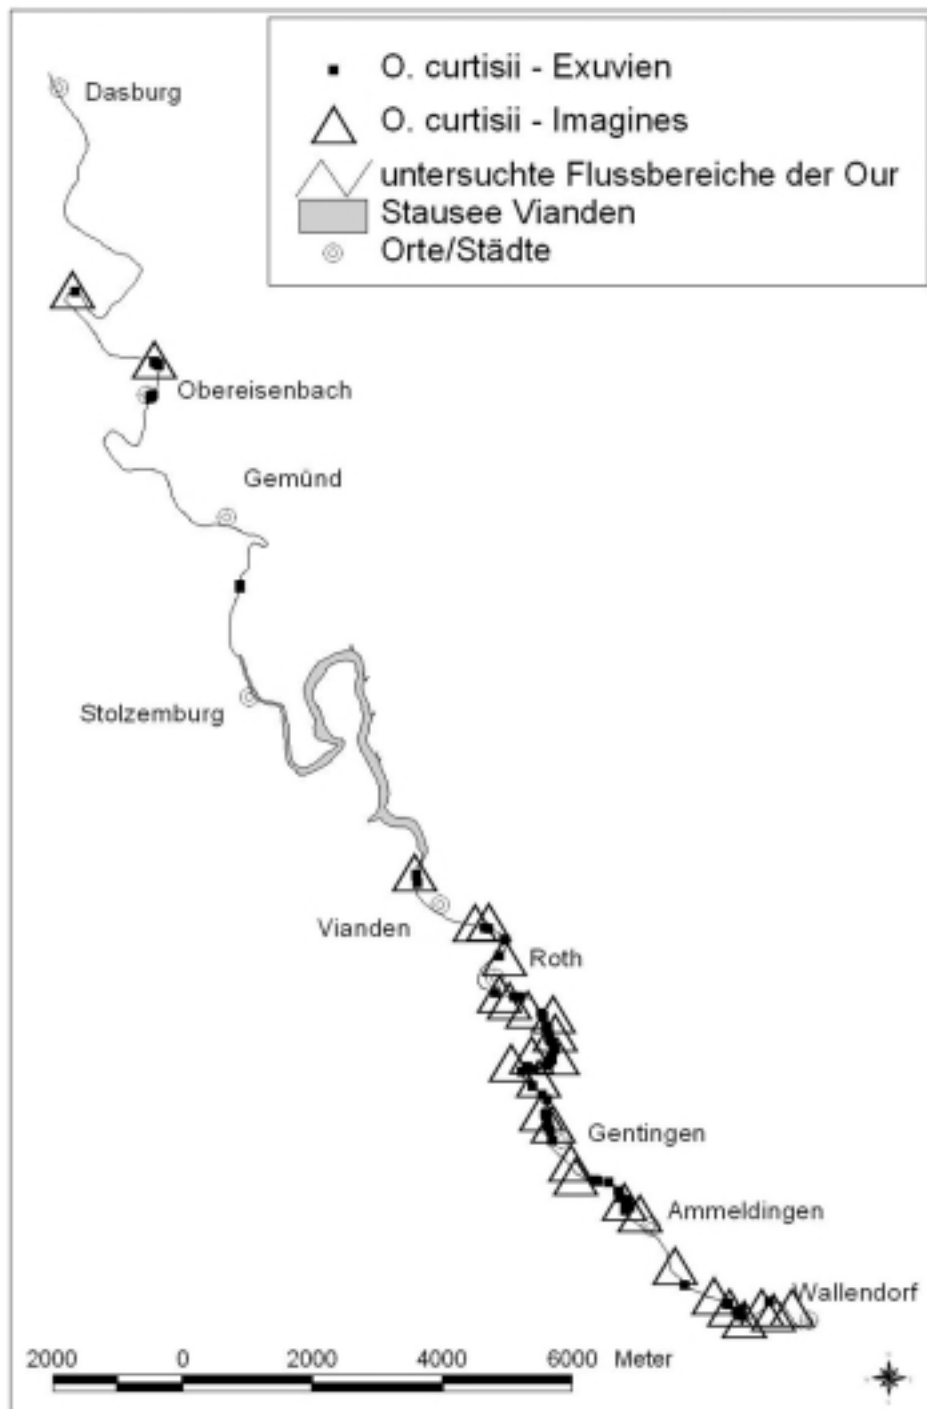 O. curtisii - Exuvien
O. curtisii - Imagines
untersuchte Flussbereiche der Our
Stausee Vianden
Orte/Städte
Dasburg
Obereisenbach
Gemünd
Stolzemburg
Vianden
Roth
Gentingen
Ammeldingen
Wallendorf
2000 0 2000 4000 6000 Meter